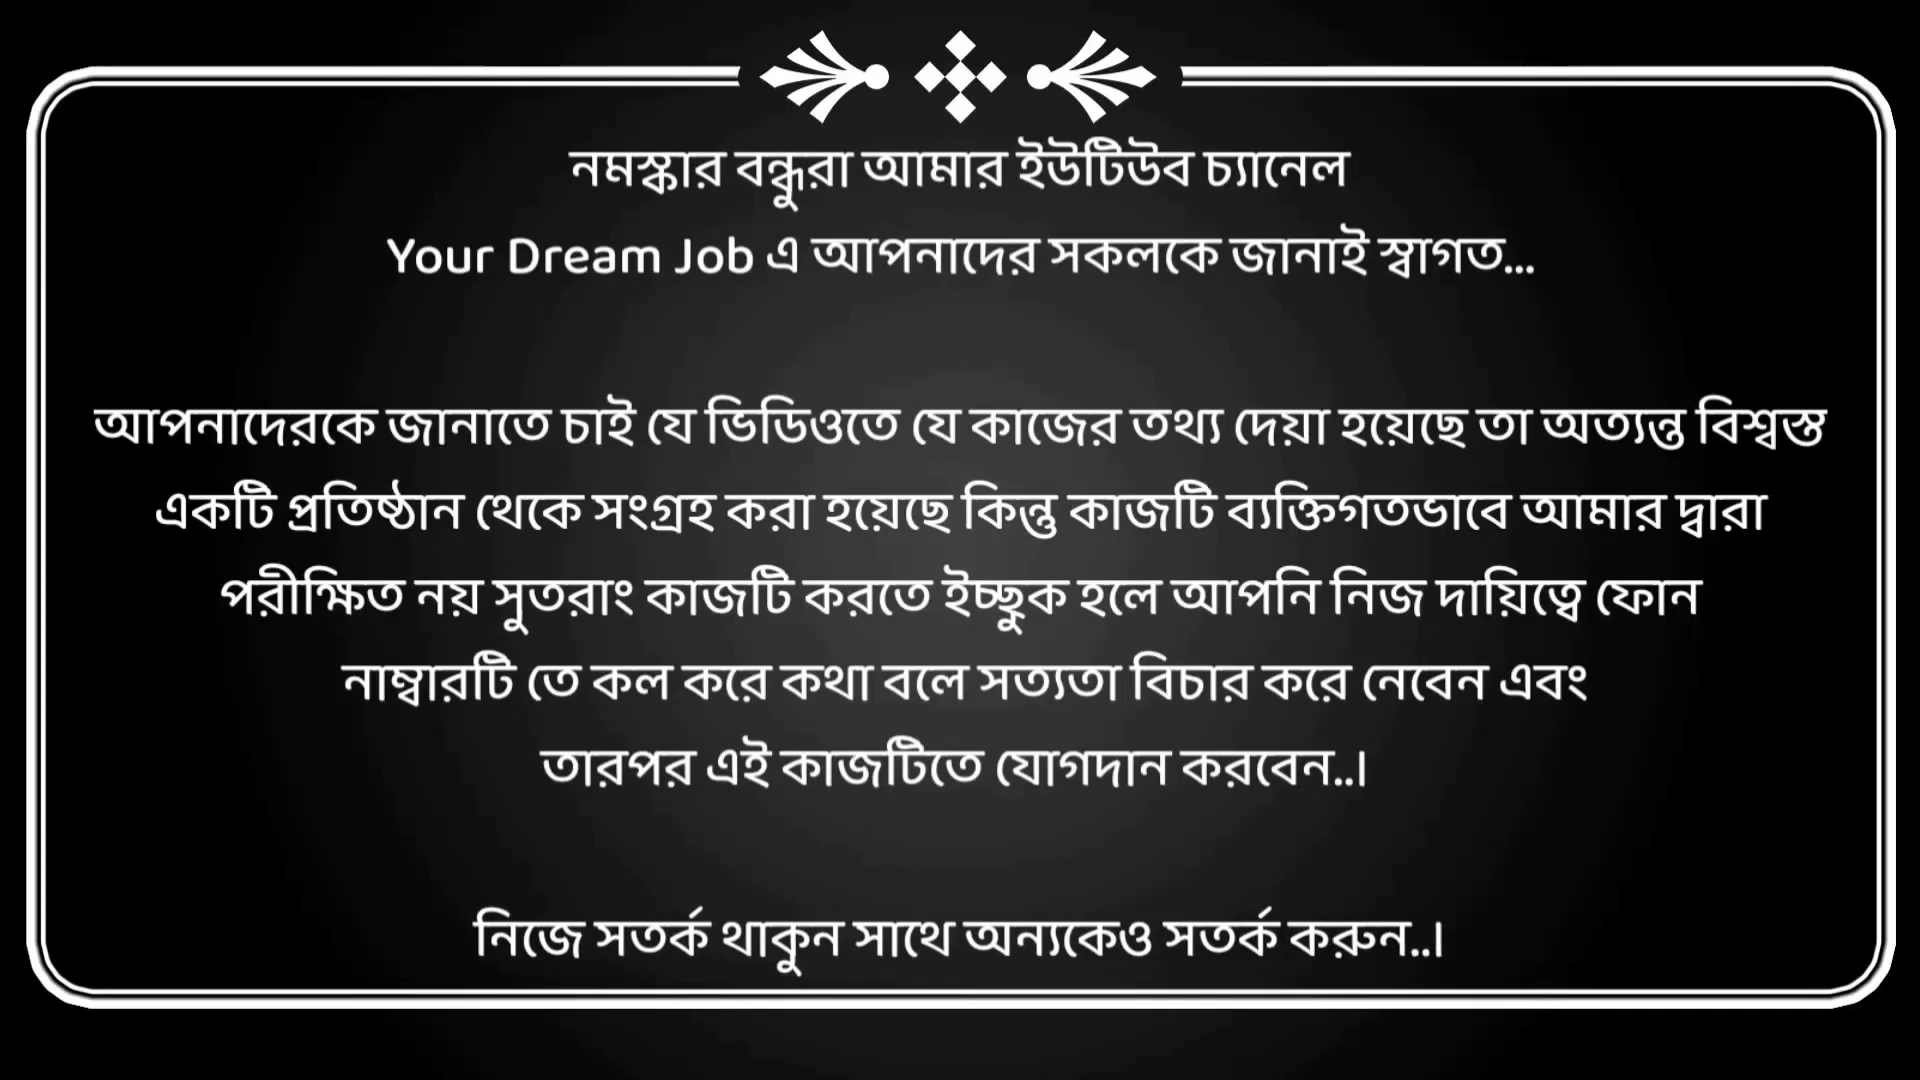 নমস্কার বন্ধুরা আমার ইউটিউব চ্যানেল
Your Dream Job এ আপনাদের সকলকে জানাই স্বাগত...
আপনাদেরকে জানাতে চাই যে ভিডিওতে যে কাজের তথ্য দেয়া হয়েছে তা অত্যন্ত বিশ্বস্ত
একটি প্রতিষ্ঠান থেকে সংগ্রহ করা হয়েছে কিন্তু কাজটি ব্যক্তিগতভাবে আমার দ্বারা
পরীক্ষিত নয় সুতরাং কাজটি করতে ইচ্ছুক হলে আপনি নিজ দায়িত্বে ফোন
নাম্বারটি তে কল করে কথা বলে সত্যতা বিচার করে নেবেন এবং
তারপর এই কাজটিতে যোগদান করবেন..।
নিজে সতর্ক থাকুন সাথে অন্যকেও সতর্ক করুন..।